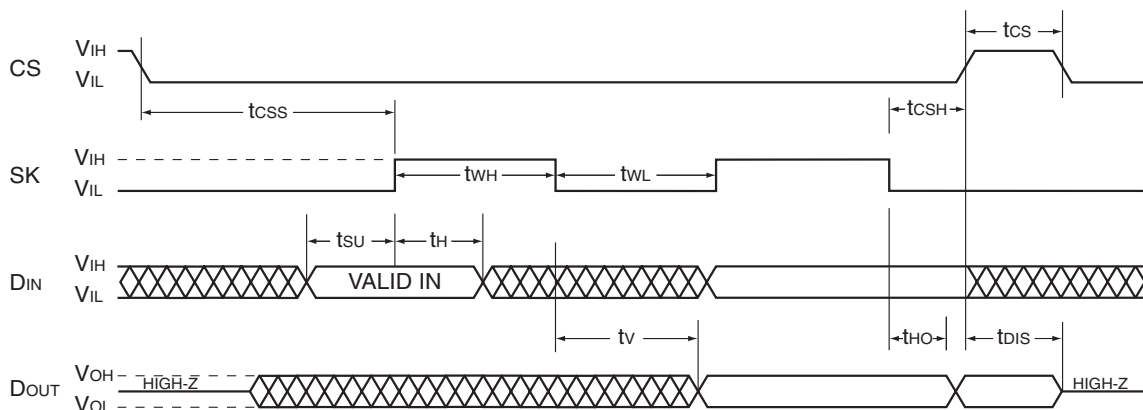 tCS
VIH
CS
VIL
tCSS
tCSH
VIH
SK
VIL
tWH
tWL
tSU
tH
VIH
DIN
VIL
VALID IN
tV
tHO
tDIS
VOH
DOUT
HIGH-Z
HIGH-Z
VOL